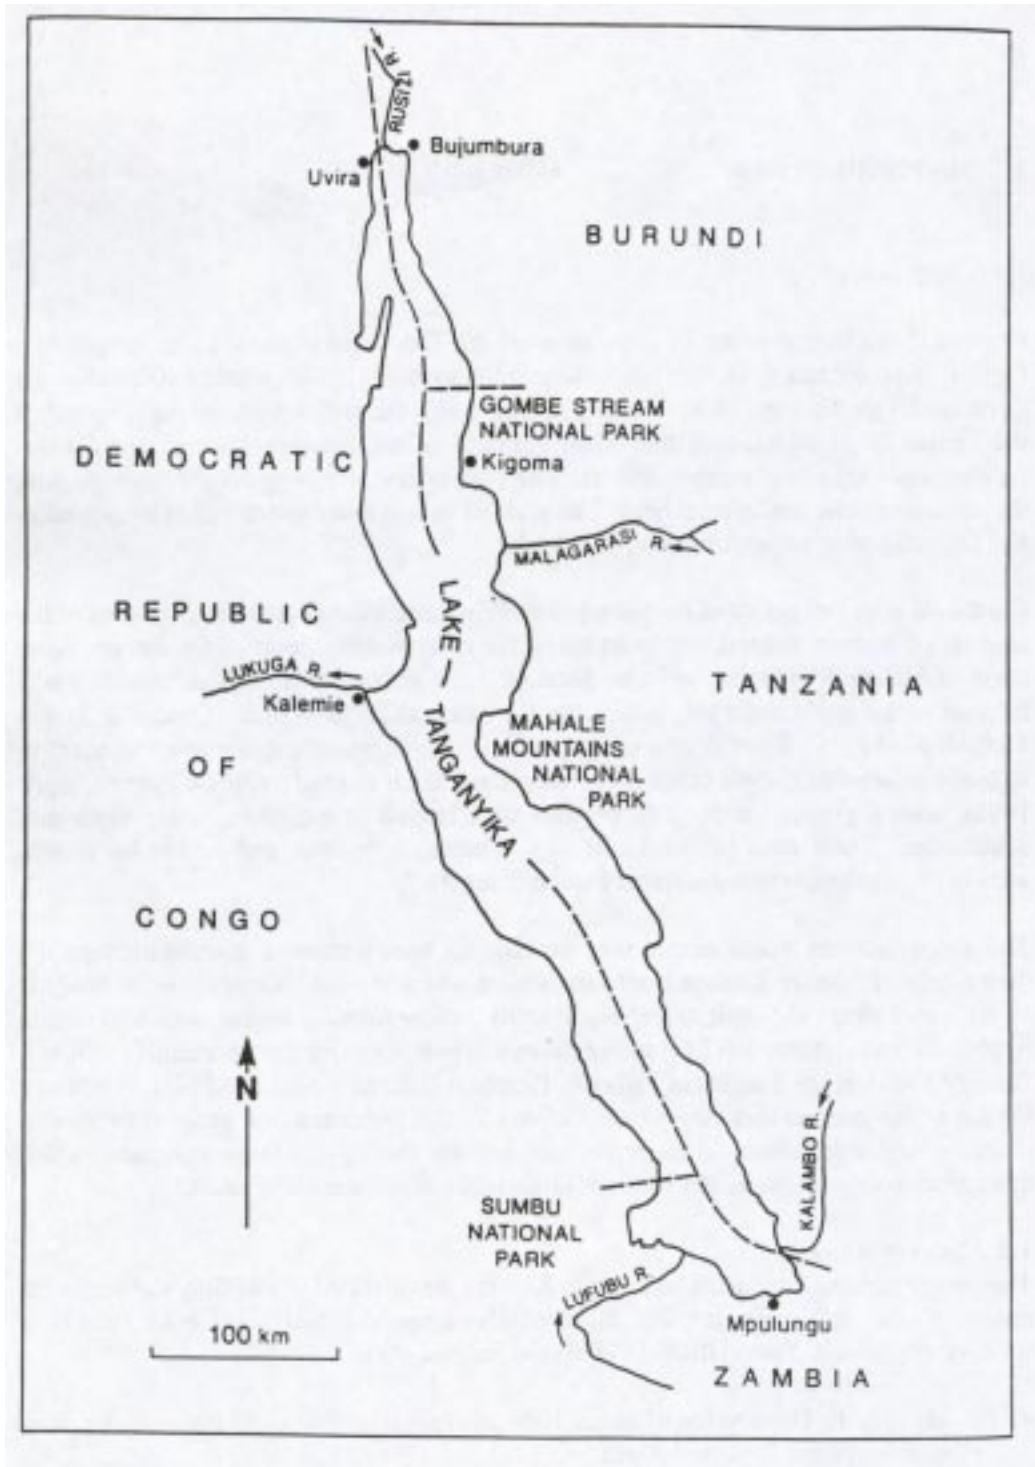 RUSIZI R.
Bujumbura
Uvira
BURUNDI
GOMBE STREAM
NATIONAL PARK
DEMOCRATIC
Kigoma
MALAGARASI R.
REPUBLIC
LAKE
LUKUGA R.
TANZANIA
Kalemie
MAHALE
MOUNTAINS
NATIONAL
PARK
OF
TANGANYIKA
CONGO
N
KALAMBO R.
SUMBU
NATIONAL
PARK
LUFUBU R.
100 km
Mpulungu
ZAMBIA